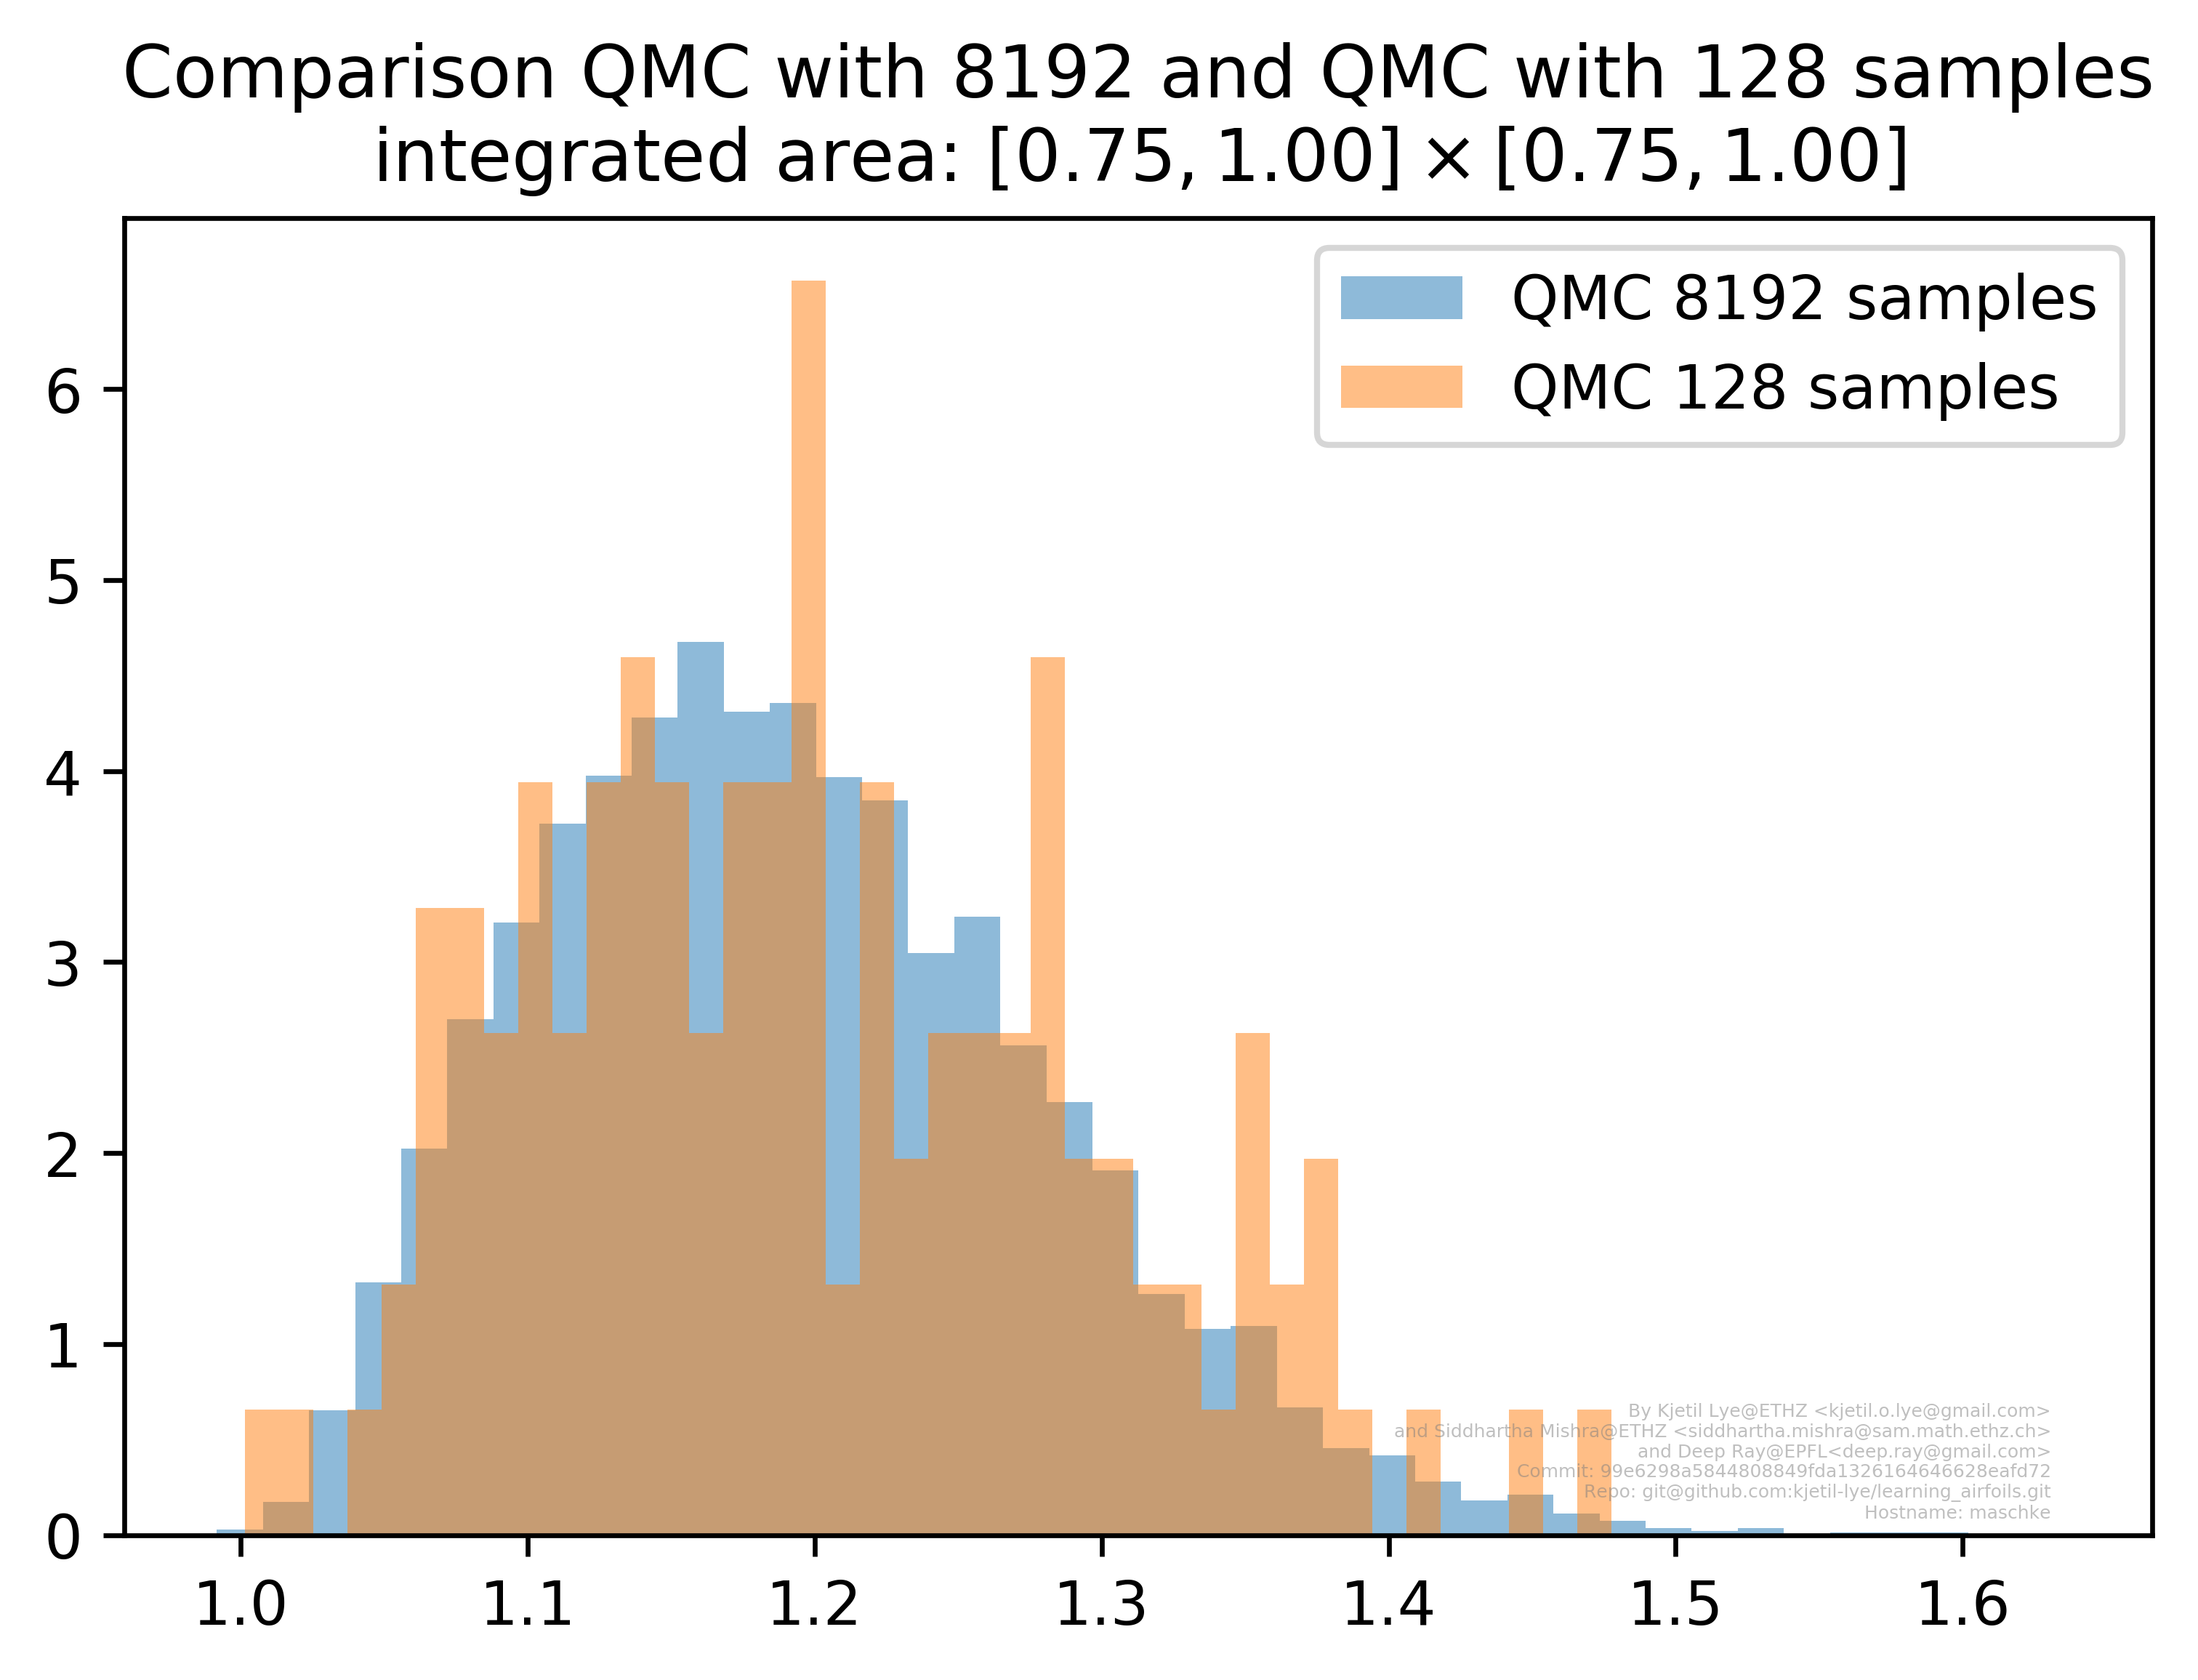 Comparison QMC with 8192 and QMC with 128 samples
integrated area: [0.75, 1.00] × [0.75, 1.00]
QMC 8192 samples
QMC 128 samples
6
5
4
3
2
1
0
1.0 1.1 1.2 1.3 1.4 1.5 1.6
By Kjetil Lye@ETHZ <kjetil.o.lye@gmail.com>
and Siddhartha Mishra@ETHZ <siddhartha.mishra@sam.math.ethz.ch>
and Deep Ray@EPFL<deep.ray@gmail.com>
Commit: 99e6298a5844808849fda1326164646628eafd72
Repo: git@github.com:kjetil-lye/learning_airfoils.git
Hostname: maschke